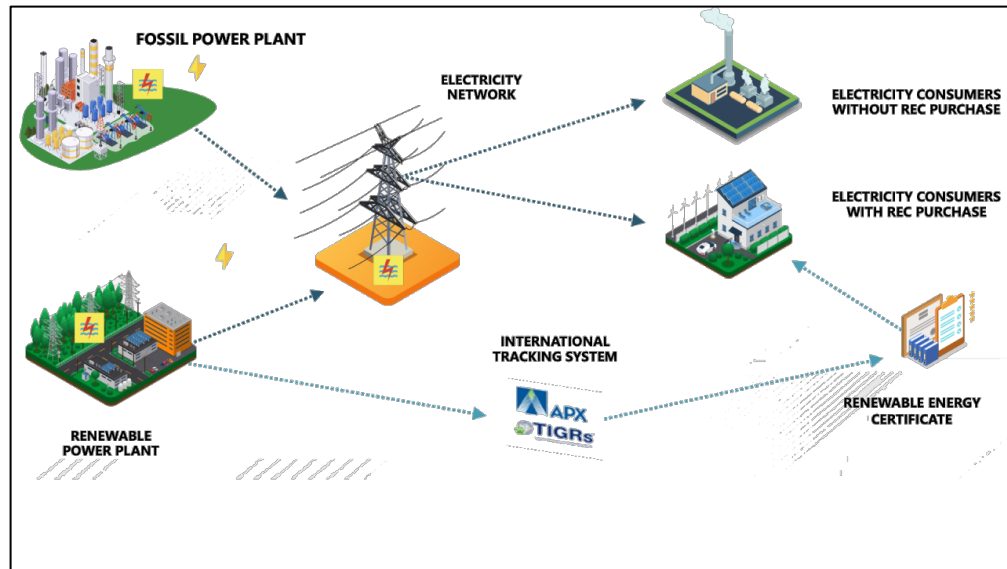 FOSSIL POWER PLANT
ELECTRICITY
NETWORK
ELECTRICITY CONSUMERS
WITHOUT REC PURCHASE
ELECTRICITY CONSUMERS
WITH REC PURCHASE
INTERNATIONAL
TRACKING SYSTEM
APX
TIGRs
RENEWABLE ENERGY
CERTIFICATE
RENEWABLE
POWER PLANT